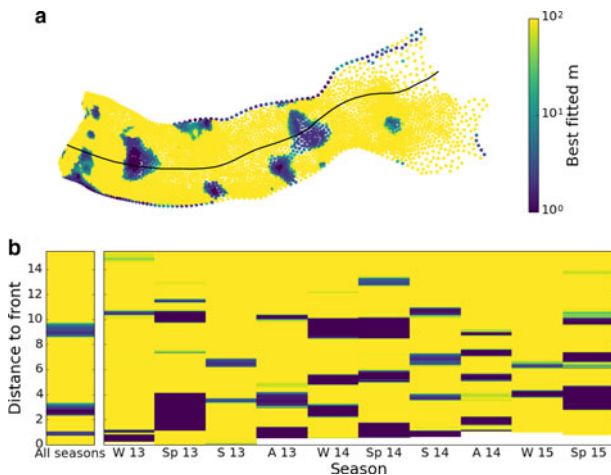 a
10²
10¹
10⁰
Best fitted m
b
Distance to front
14
12
10
8
6
4
2
0
All seasons
W 13
Sp 13
S 13
A 13
W 14
Sp 14
S 14
A 14
W 15
Sp 15
Season